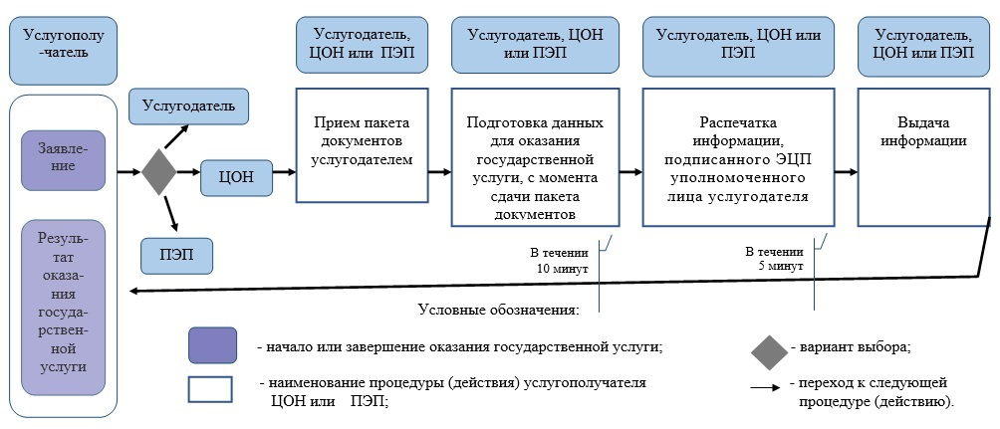 Услугополу
-чатель
Услугодатель,
ЦОН или ПЭП
Услугодатель, ЦОН
или ПЭП
Услугодатель, ЦОН или
ПЭП
Услугодатель,
ЦОН или ПЭП
Заявле-
ние
Резуль-
тат
оказа-
ния
госуда-
рствен-
ной
услуги
Услугодатель
ЦОН
ПЭП
Прием пакета
документов
услугодателем
Подготовка данных
для оказания
государственной
услуги, с момента
сдачи пакета
документов
Распечатка
информации,
подписанного ЭЦП
уполномоченного
лица услугодателя
Выдача
информации
В течении
10 минут
В течении
5 минут
Условные обозначения:
- начало или завершение оказания государственной услуги;
- вариант выбора;
- наименование процедуры (действия) услугополучателя
ЦОН или ПЭП;
- переход к следующей
процедуре (действию).